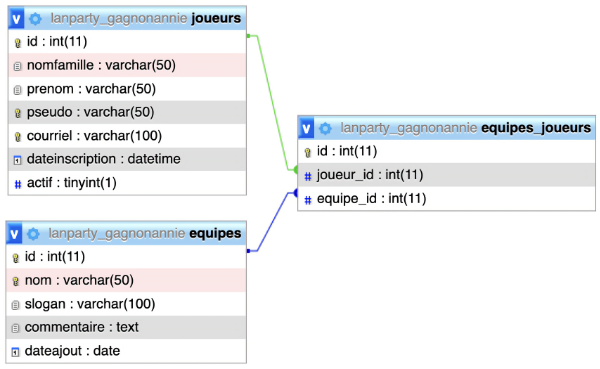 v lanparty_gagnonannie joueurs
id : int(11)
nomfamille : varchar(50)
prenom : varchar(50)
pseudo : varchar(50)
courriel : varchar(100)
dateinscription : datetime
# actif : tinyint(1)
v lanparty_gagnonannie equipes
id : int(11)
nom : varchar(50)
slogan : varchar(100)
commentaire : text
dateajout : date
v lanparty_gagnonannie equipes_joueurs
id : int(11)
# joueur_id : int(11)
# equipe_id : int(11)